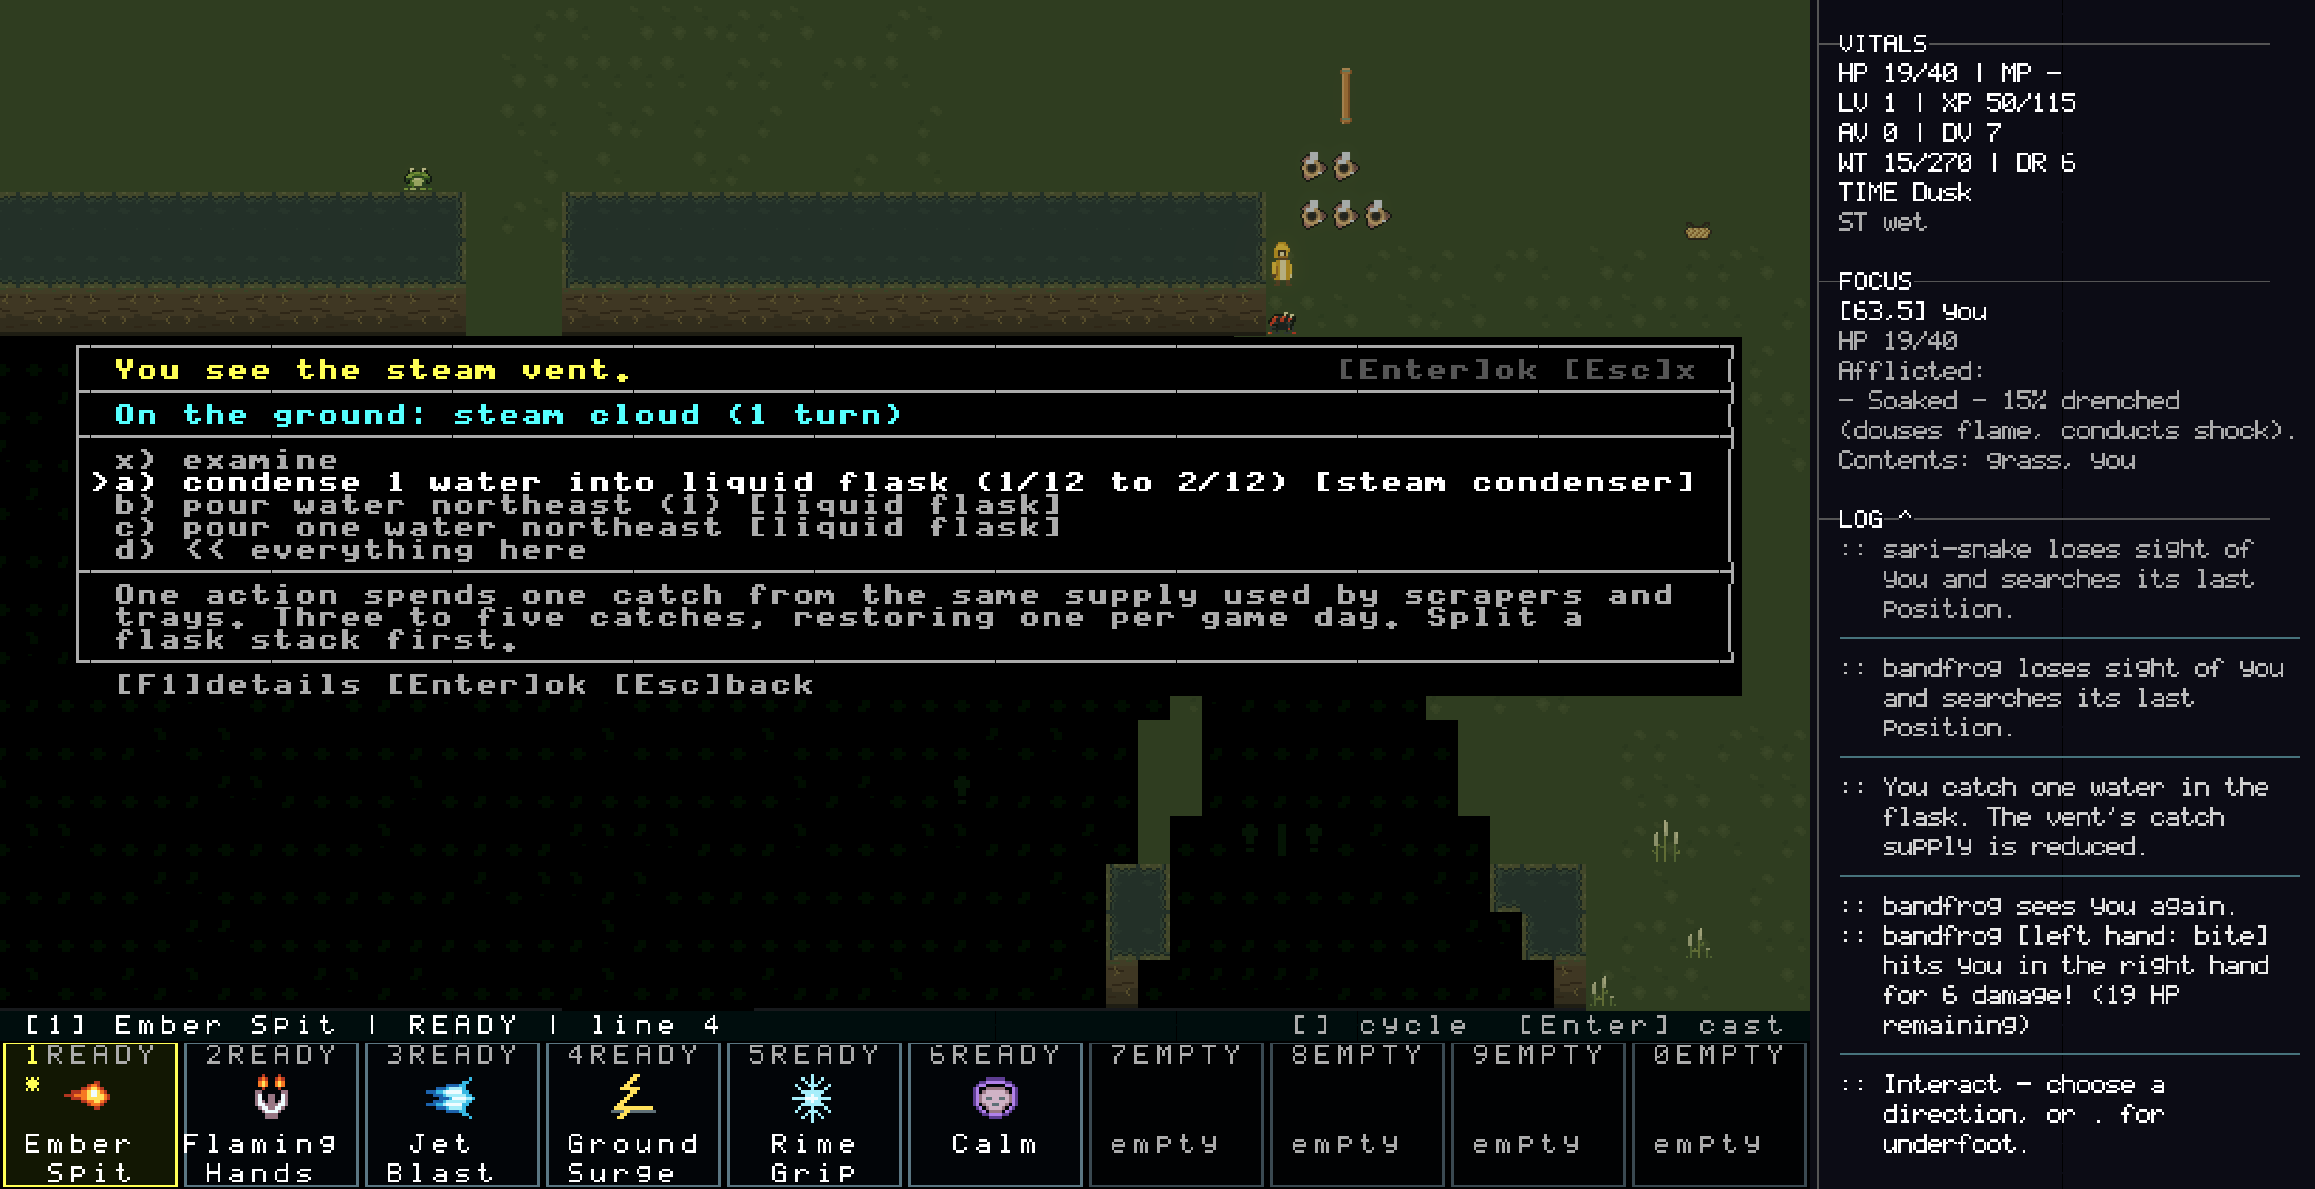 You see the steam vent. [Enter]ok [Esc]x
On the ground: steam cloud (1 turn)
x) examine
>a) condense 1 water into liquid flask (1/12 to 2/12) [steam condenser]
b) pour water northeast (1) [liquid flask]
c) pour one water northeast [liquid flask]
d) << everything here
One action spends one catch from the same supply used by scrapers and
trays. Three to five catches, restoring one per game day. Split a
flask stack first.
[F1]details [Enter]ok [Esc]back
[1] Ember Spit | READY | line 4
[] cycle [Enter] cast
1READY
Ember
Spit
2READY
Flaming
Hands
3READY
Jet
Blast
4READY
Ground
Surge
5READY
Rime
Grip
6READY
Calm
7EMPTY
empty
8EMPTY
empty
9EMPTY
empty
0EMPTY
empty
VITALS
HP 19/40 | MP -
LV 1 | XP 50/115
AV 0 | DV 7
WT 15/270 | DR 6
TIME Dusk
ST wet
FOCUS
[63,5] You
HP 19/40
Afflicted:
- Soaked - 15% drenched
(douses flame, conducts shock).
Contents: grass, You
LOG ^
:: sari-snake loses sight of
You and searches its last
Position.
:: bandfrog loses sight of You
and searches its last
Position.
:: You catch one water in the
flask. The vent's catch
supply is reduced.
:: bandfrog sees You again.
:: bandfrog [left hand: bite]
hits You in the right hand
for 6 damage! (19 HP
remaining)
:: Interact - choose a
direction, or . for
underfoot.